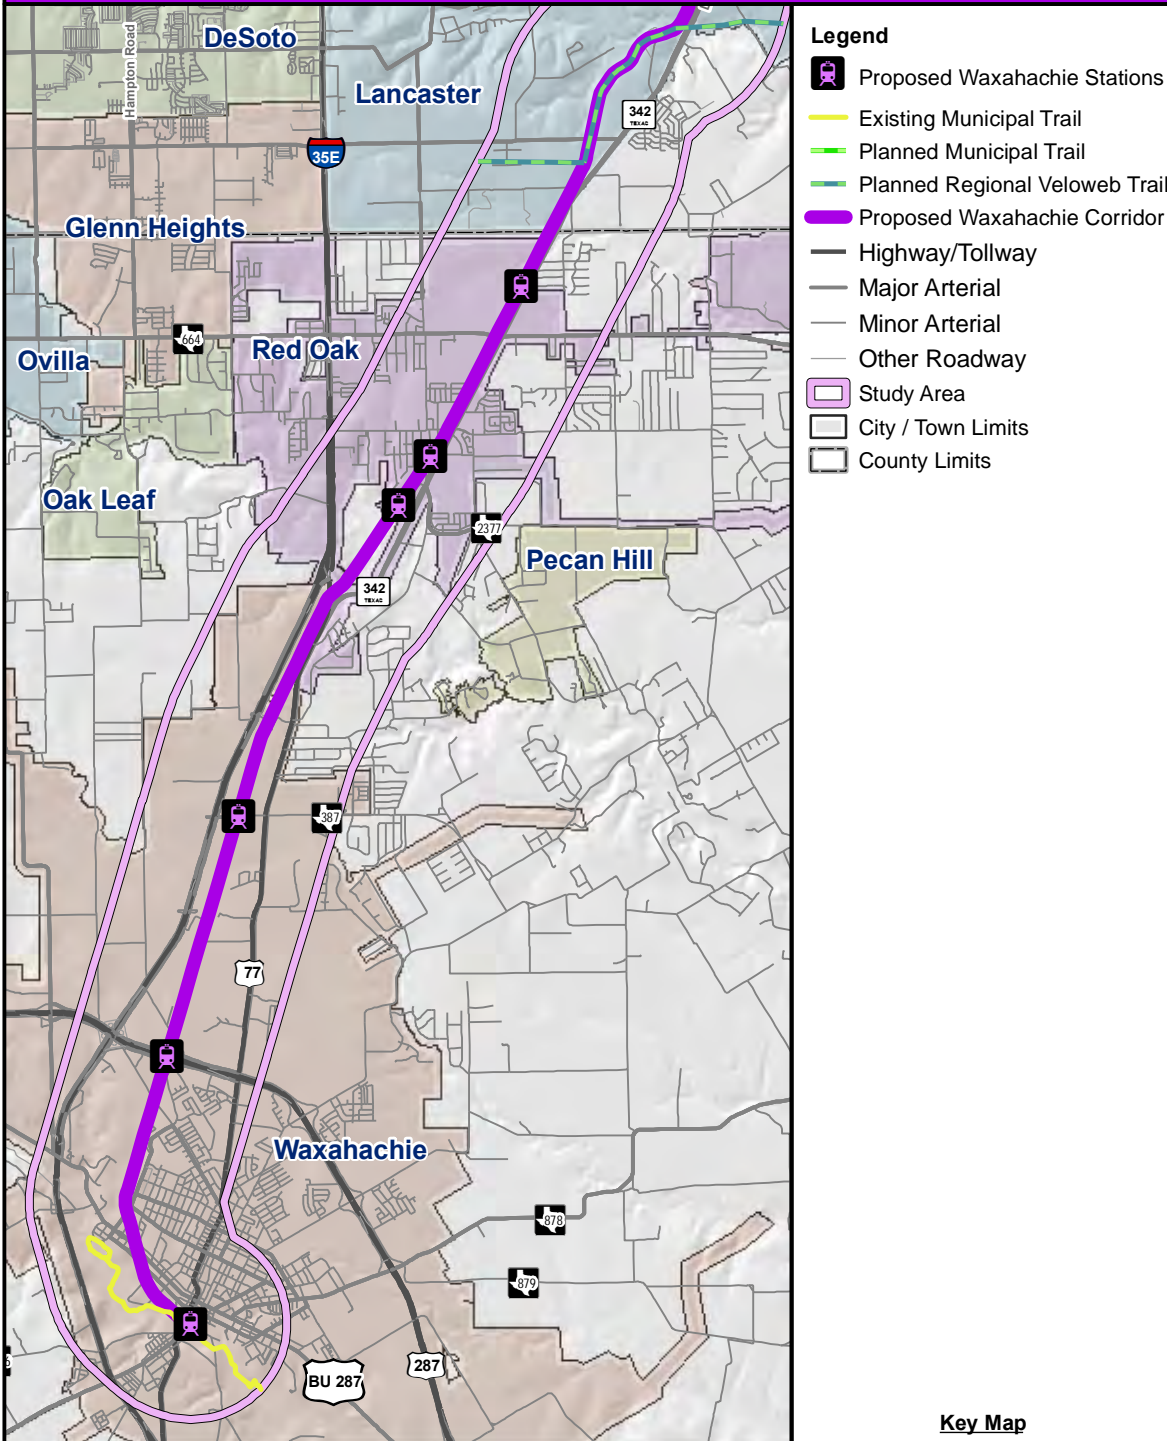 DeSoto
Hampton Road
Lancaster
342
TEXAS
35E
Glenn Heights
664
Red Oak
Ovilla
Oak Leaf
2377
Pecan Hill
342
TEXAS
387
77
Waxahachie
878
879
287
BU 287
Legend
Proposed Waxahachie Stations
Existing Municipal Trail
Planned Municipal Trail
Planned Regional Veloweb Trail
Proposed Waxahachie Corridor
Highway/Tollway
Major Arterial
Minor Arterial
Other Roadway
Study Area
City / Town Limits
County Limits
Key Map